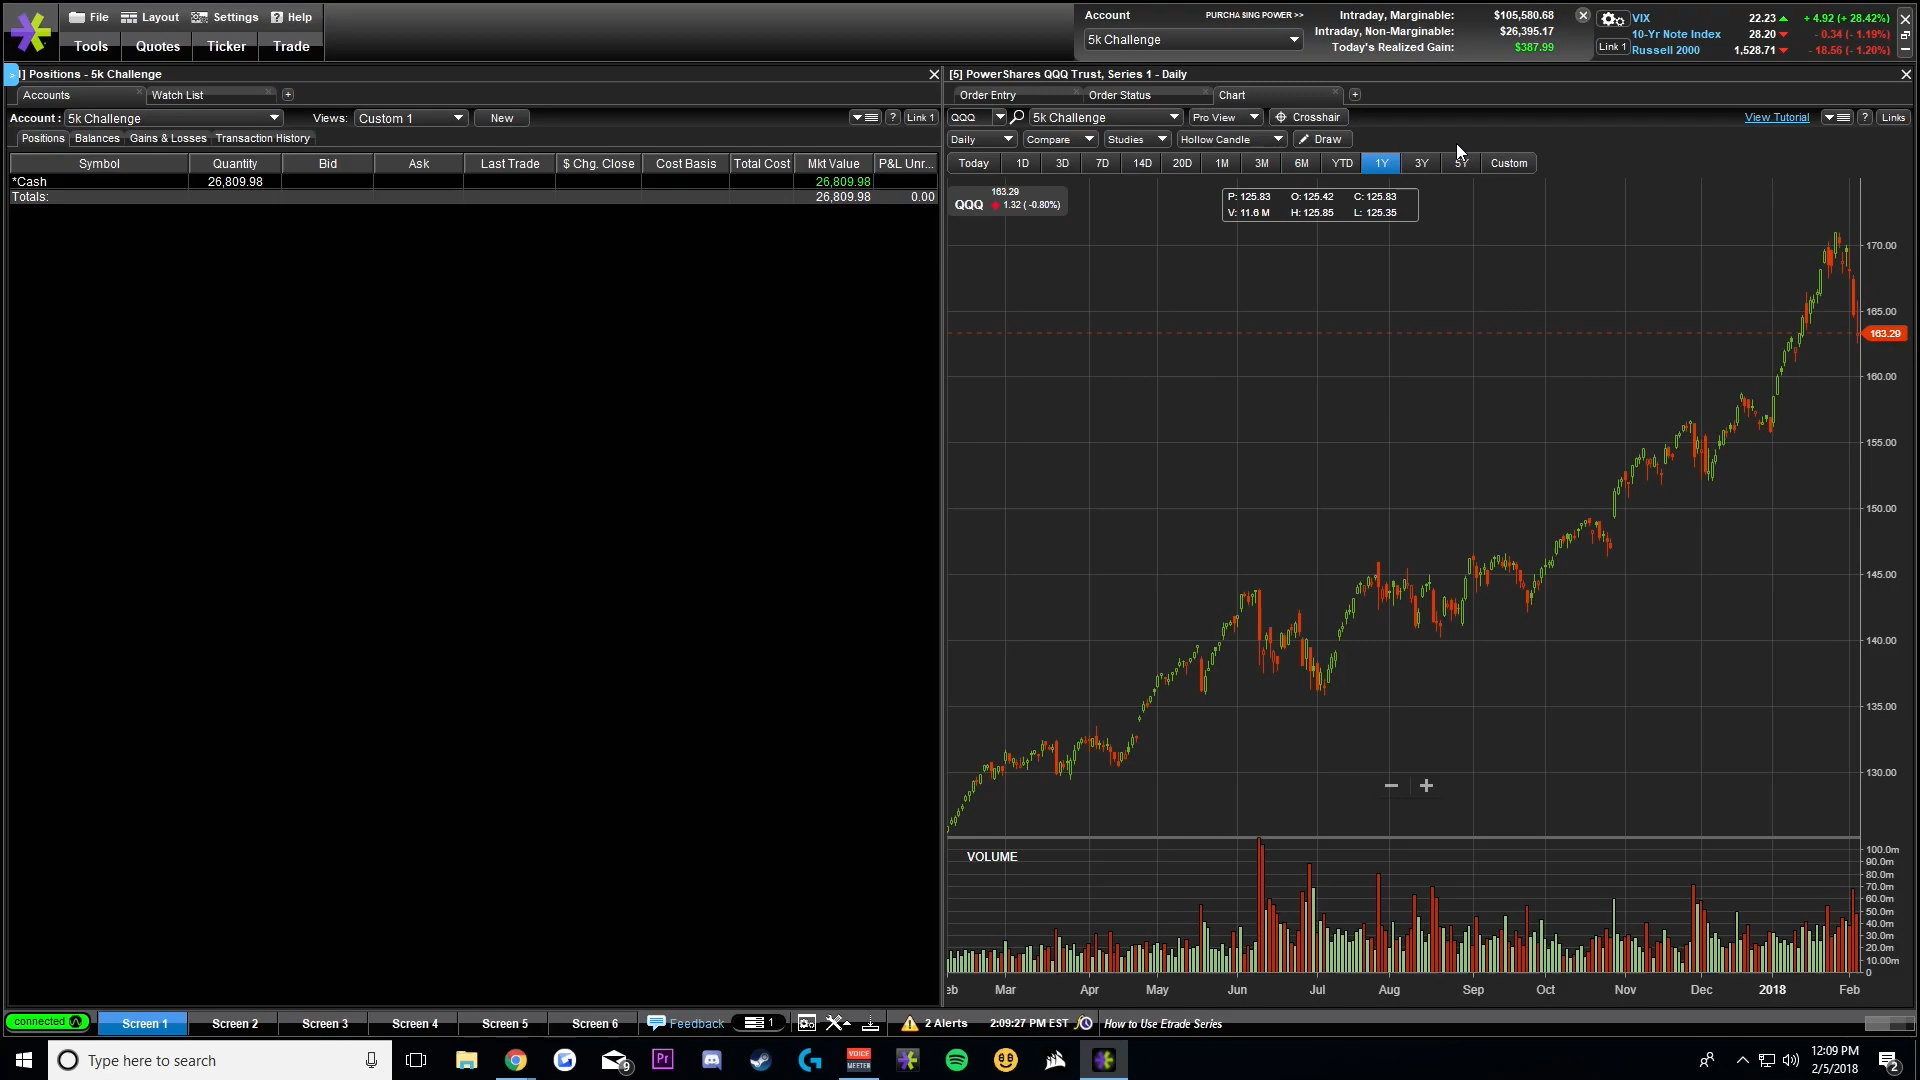 File Layout Settings ? Help
Tools Quotes Ticker Trade
Account
5k Challenge
PURCHASING POWER >>
Intraday, Marginable: $105,580.68
Intraday, Non-Marginable: $26,395.17
Today's Realized Gain: $387.99
Link 1
VIX 22.23 + 4.92 (+ 28.42%)
10-Yr Note Index 28.20 - 0.34 (- 1.19%)
Russell 2000 1,528.71 - 18.56 (- 1.20%)
] Positions - 5k Challenge
Accounts Watch List
Account: 5k Challenge Views: Custom 1 New ? Link 1
Positions Balances Gains & Losses Transaction History
Symbol Quantity Bid Ask Last Trade $ Chg. Close Cost Basis Total Cost Mkt Value P&L Unr...
*Cash 26,809.98 26,809.98
Totals: 26,809.98 0.00
[5] PowerShares QQQ Trust, Series 1 - Daily
Order Entry Order Status Chart
QQQ 5k Challenge Pro View Crosshair View Tutorial ? Links
Daily Compare Studies Hollow Candle Draw
Today 1D 3D 7D 14D 20D 1M 3M 6M YTD 1Y 3Y 5Y Custom
163.29
QQQ 1.32 ( -0.80%)
P: 125.83 O: 125.42 C: 125.83
V: 11.6 M H: 125.85 L: 125.35
170.00
165.00
163.29
160.00
155.00
150.00
145.00
140.00
135.00
130.00
VOLUME
100.0m
90.0m
80.0m
70.0m
60.0m
50.0m
40.0m
30.0m
20.0m
10.00m
0
eb Mar Apr May Jun Jul Aug Sep Oct Nov Dec 2018 Feb
connected Screen 1 Screen 2 Screen 3 Screen 4 Screen 5 Screen 6 Feedback 1 2 Alerts 2:09:27 PM EST How to Use Etrade Series
Type here to search
9
Pr
VOICE
MEETER
12:09 PM
2/5/2018
2